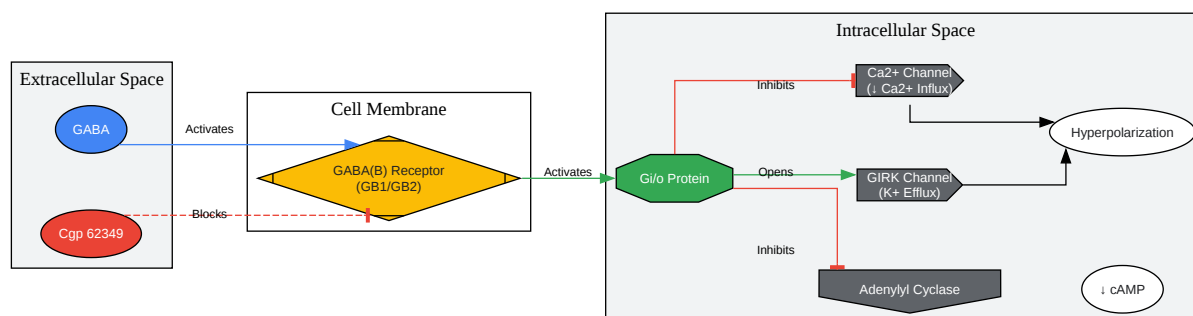 Extracellular Space
GABA
Cgp 62349
Activates
Blocks
Cell Membrane
GABA(B) Receptor
(GB1/GB2)
Activates
Intracellular Space
Gi/o Protein
Inhibits
Opens
Inhibits
Ca2+ Channel
(↓ Ca2+ Influx)
GIRK Channel
(K+ Efflux)
Adenylyl Cyclase
Hyperpolarization
↓ cAMP